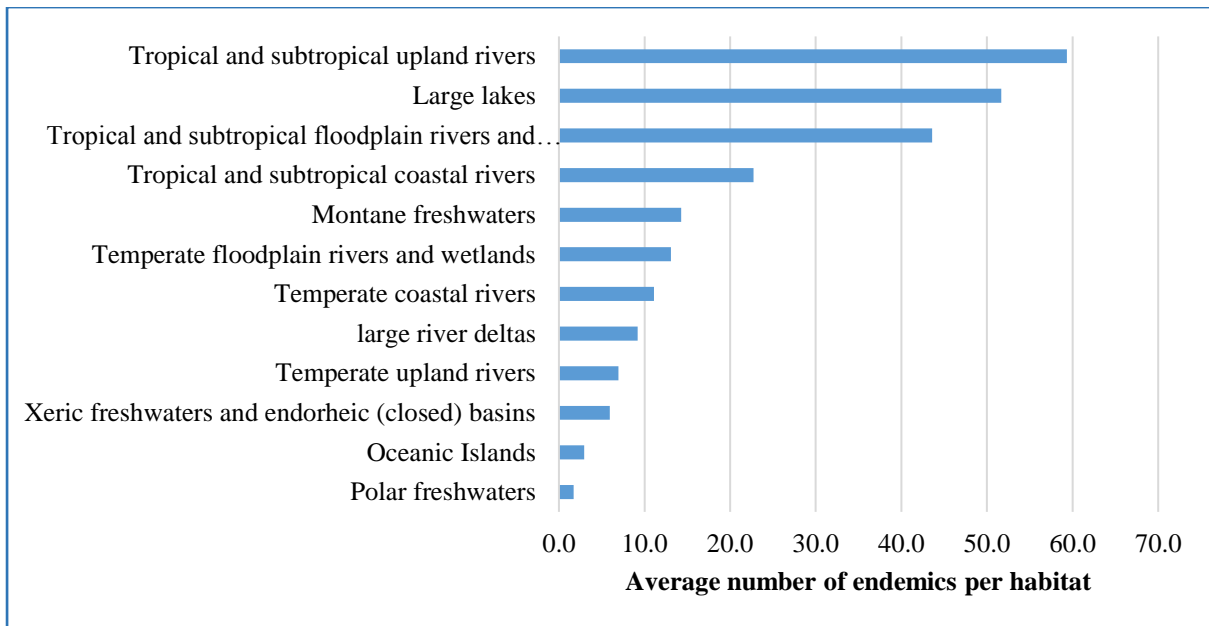 Tropical and subtropical upland rivers
Large lakes
Tropical and subtropical floodplain rivers and…
Tropical and subtropical coastal rivers
Montane freshwaters
Temperate floodplain rivers and wetlands
Temperate coastal rivers
large river deltas
Temperate upland rivers
Xeric freshwaters and endorheic (closed) basins
Oceanic Islands
Polar freshwaters
0.0 10.0 20.0 30.0 40.0 50.0 60.0 70.0
Average number of endemics per habitat